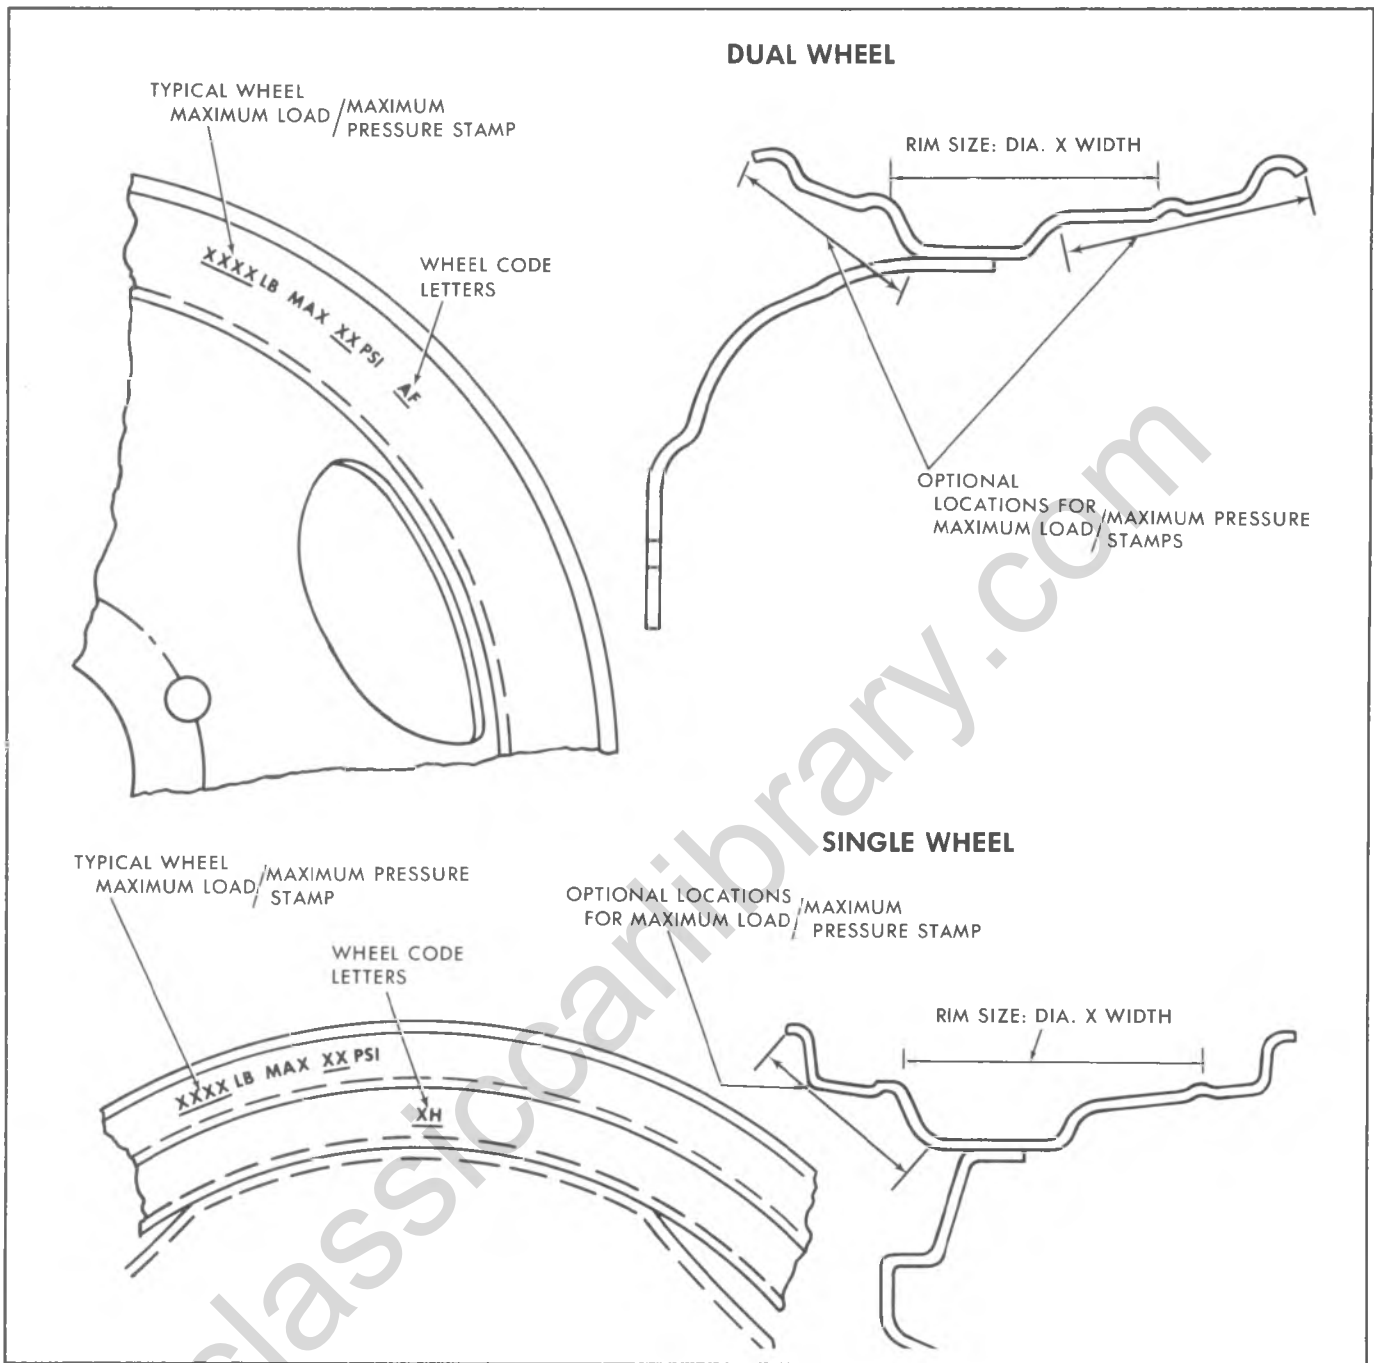 DUAL WHEEL
TYPICAL WHEEL
MAXIMUM LOAD/MAXIMUM
PRESSURE STAMP
XXXX LB MAX XX PSI AF
WHEEL CODE
LETTERS
RIM SIZE: DIA. X WIDTH
OPTIONAL
LOCATIONS FOR
MAXIMUM LOAD/MAXIMUM PRESSURE
STAMPS
SINGLE WHEEL
TYPICAL WHEEL
MAXIMUM LOAD/MAXIMUM PRESSURE
STAMP
WHEEL CODE
LETTERS
XXXX LB MAX XX PSI
XH
OPTIONAL LOCATIONS
FOR MAXIMUM LOAD/MAXIMUM
PRESSURE STAMP
RIM SIZE: DIA. X WIDTH
classiccarlibrary.com